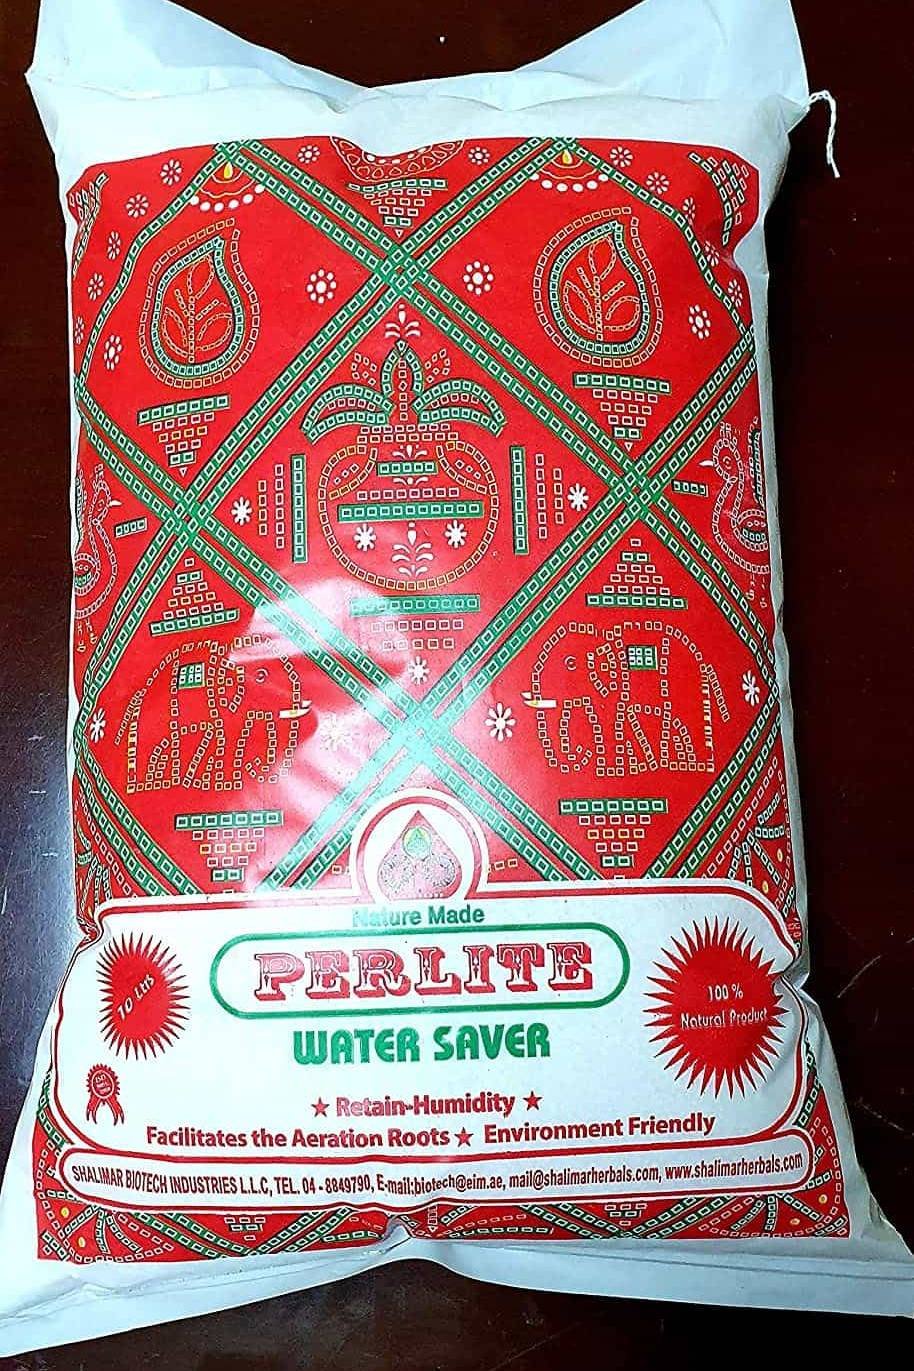 Nature Made
PERLITE
10 Ltrs
100 %
Natural Product
WATER SAVER
★ Retain-Humidity ★
Facilitates the Aeration Roots ★ Environment Friendly
SHALIMAR BIOTECH INDUSTRIES L.L.C, TEL. 04 - 8849790, E-mail:biotech@eim.ae, mail@shalimarherbals.com, www.shalimarherbals.com